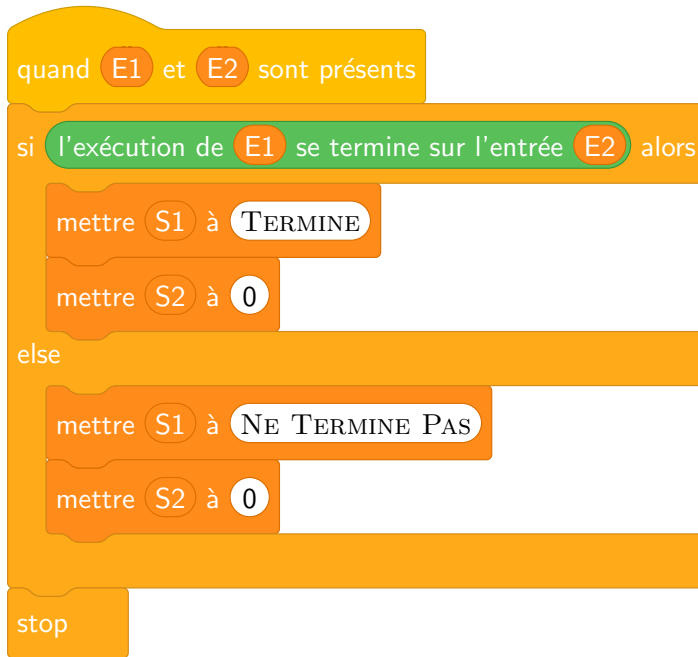 quand E1 et E2 sont présents
si l'exécution de E1 se termine sur l'entrée E2 alors
mettre S1 à TERMINE
mettre S2 à 0
else
mettre S1 à NE TERMINE PAS
mettre S2 à 0
stop